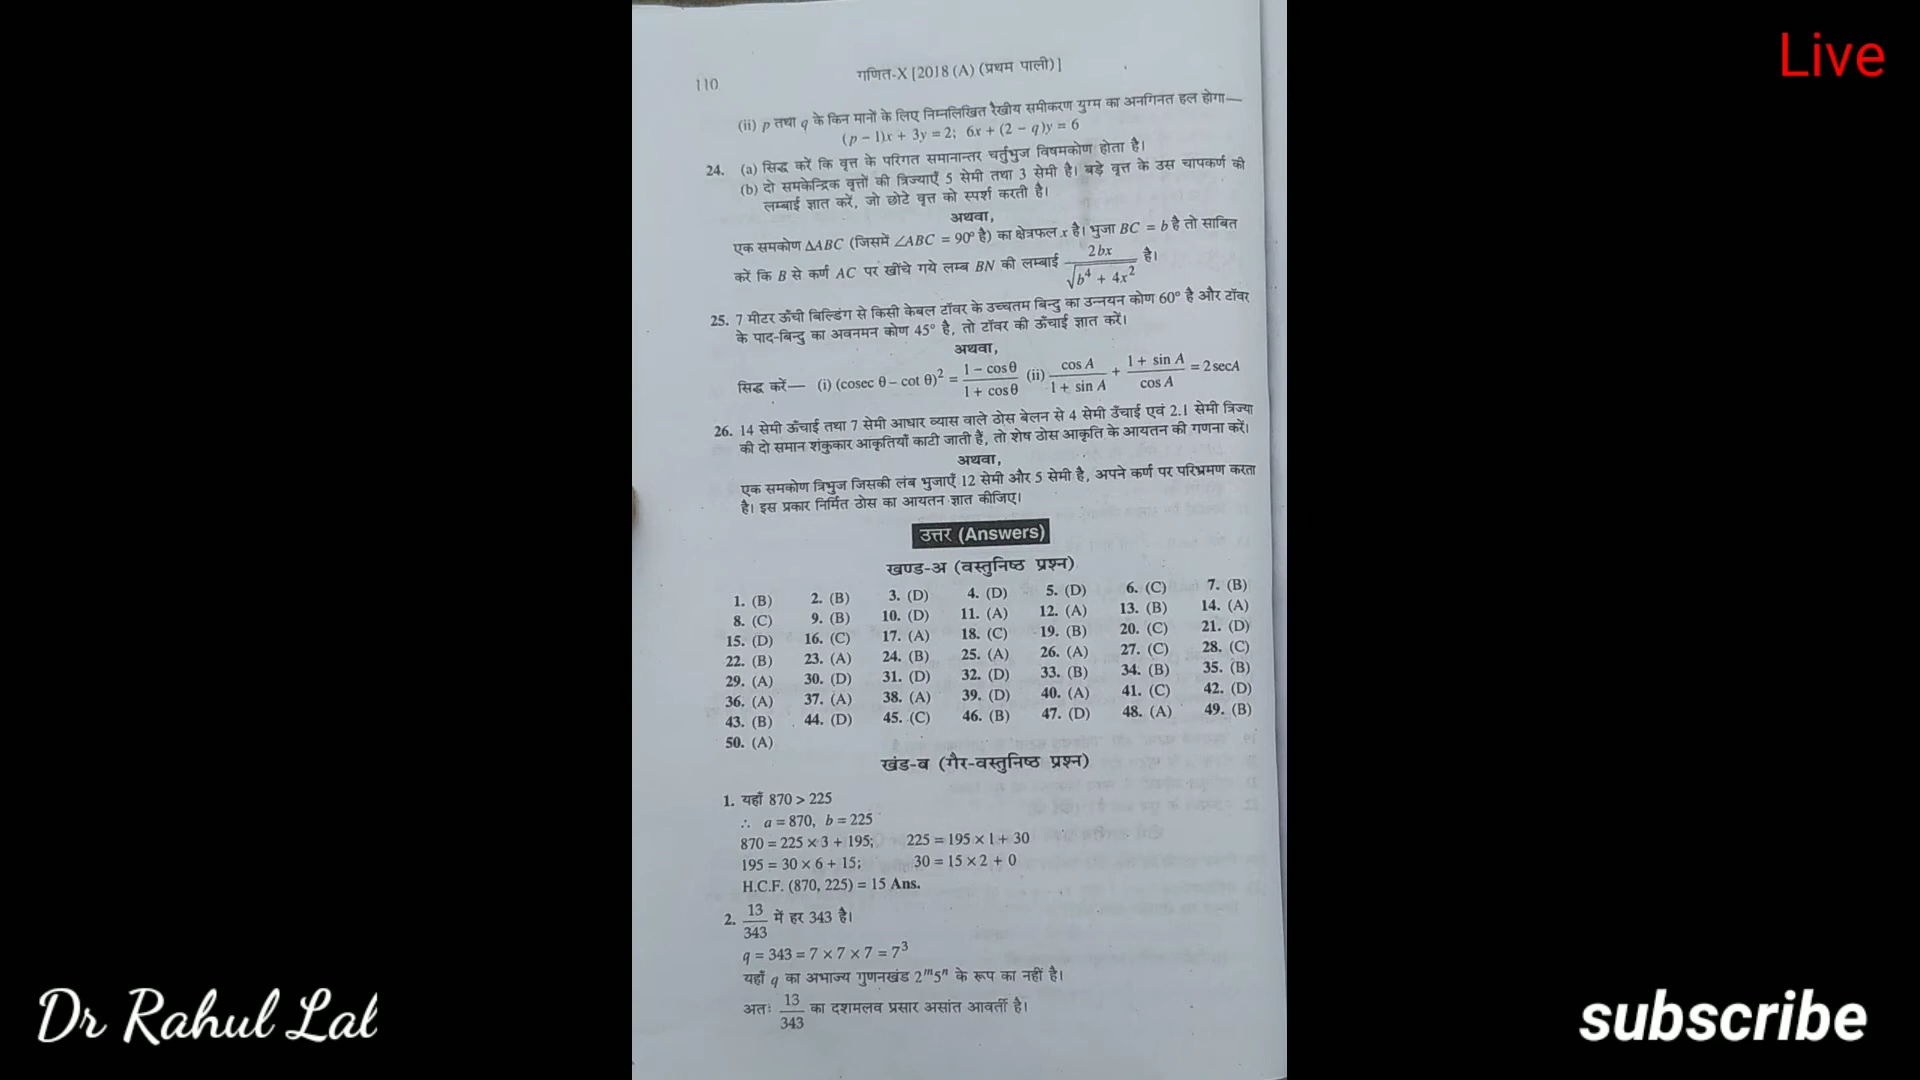 Live
110
गणित-X [2018 (A) (प्रथम पाली)]
(ii) p तथा q के किन मानों के लिए निम्नलिखित रैखीय समीकरण युग्म का अनगिनत हल होगा—
(p – 1)x + 3y = 2; 6x + (2 – q)y = 6
24. (a) सिद्ध करें कि वृत्त के परिगत समानान्तर चर्तुभुज विषमकोण होता है।
(b) दो समकेन्द्रिक वृत्तों की त्रिज्याएँ 5 सेमी तथा 3 सेमी है। बड़े वृत्त के उस चापकर्ण की
लम्बाई ज्ञात करें, जो छोटे वृत्त को स्पर्श करती है।
अथवा,
एक समकोण ΔABC (जिसमें ∠ABC = 90° है) का क्षेत्रफल x है। भुजा BC = b है तो साबित
करें कि B से कर्ण AC पर खींचे गये लम्ब BN की लम्बाई 2bx/√(b⁴ + 4x²) है।
25. 7 मीटर ऊँची बिल्डिंग से किसी केबल टॉवर के उच्चतम बिन्दु का उन्नयन कोण 60° है और टॉवर
के पाद-बिन्दु का अवनमन कोण 45° है, तो टॉवर की ऊँचाई ज्ञात करें।
अथवा,
सिद्ध करें— (i) (cosec θ – cot θ)² = (1 – cosθ)/(1 + cosθ) (ii) cos A/(1 + sin A) + (1 + sin A)/cos A = 2secA
26. 14 सेमी ऊँचाई तथा 7 सेमी आधार व्यास वाले ठोस बेलन से 4 सेमी उँचाई एवं 2.1 सेमी त्रिज्या
की दो समान शंकुकार आकृतियाँ काटी जाती हैं, तो शेष ठोस आकृति के आयतन की गणना करें।
अथवा,
एक समकोण त्रिभुज जिसकी लंब भुजाएँ 12 सेमी और 5 सेमी है, अपने कर्ण पर परिभ्रमण करता
है। इस प्रकार निर्मित ठोस का आयतन ज्ञात कीजिए।
उत्तर (Answers)
खण्ड-अ (वस्तुनिष्ठ प्रश्न)
1. (B) 2. (B) 3. (D) 4. (D) 5. (D) 6. (C) 7. (B)
8. (C) 9. (B) 10. (D) 11. (A) 12. (A) 13. (B) 14. (A)
15. (D) 16. (C) 17. (A) 18. (C) 19. (B) 20. (C) 21. (D)
22. (B) 23. (A) 24. (B) 25. (A) 26. (A) 27. (C) 28. (C)
29. (A) 30. (D) 31. (D) 32. (D) 33. (B) 34. (B) 35. (B)
36. (A) 37. (A) 38. (A) 39. (D) 40. (A) 41. (C) 42. (D)
43. (B) 44. (D) 45. (C) 46. (B) 47. (D) 48. (A) 49. (B)
50. (A)
खंड-ब (गैर-वस्तुनिष्ठ प्रश्न)
1. यहाँ 870 > 225
∴ a = 870, b = 225
870 = 225 × 3 + 195; 225 = 195 × 1 + 30
195 = 30 × 6 + 15; 30 = 15 × 2 + 0
H.C.F. (870, 225) = 15 Ans.
2. 13/343 में हर 343 है।
q = 343 = 7 × 7 × 7 = 7³
यहाँ q का अभाज्य गुणनखंड 2ᵐ5ⁿ के रूप का नहीं है।
अतः 13/343 का दशमलव प्रसार असांत आवर्ती है।
Dr Rahul Lal
subscribe